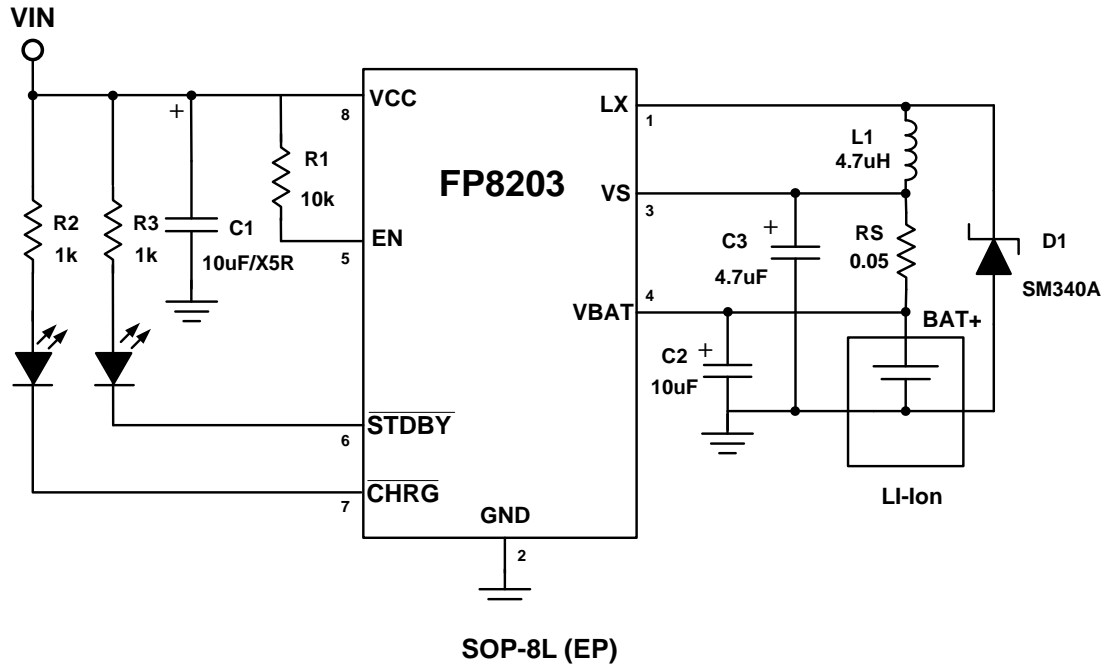 VIN
+
VCC
8
LX
1
R1
10k
L1
4.7uH
FP8203
VS
3
R2
1k
R3
1k
C1
10uF/X5R
EN
5
C3
4.7uF
+
RS
0.05
D1
SM340A
VBAT
4
BAT+
C2
10uF
+
STDBY
6
CHRG
7
GND
2
LI-Ion
SOP-8L (EP)